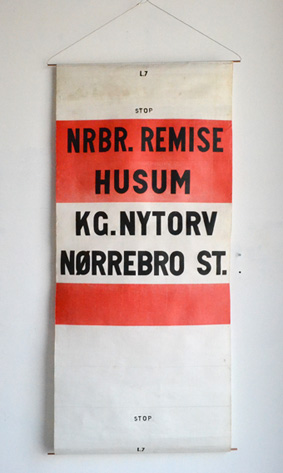 L7
STOP
NRBR. REMISE
HUSUM
KG. NYTORV
NØRREBRO ST.
STOP
L7